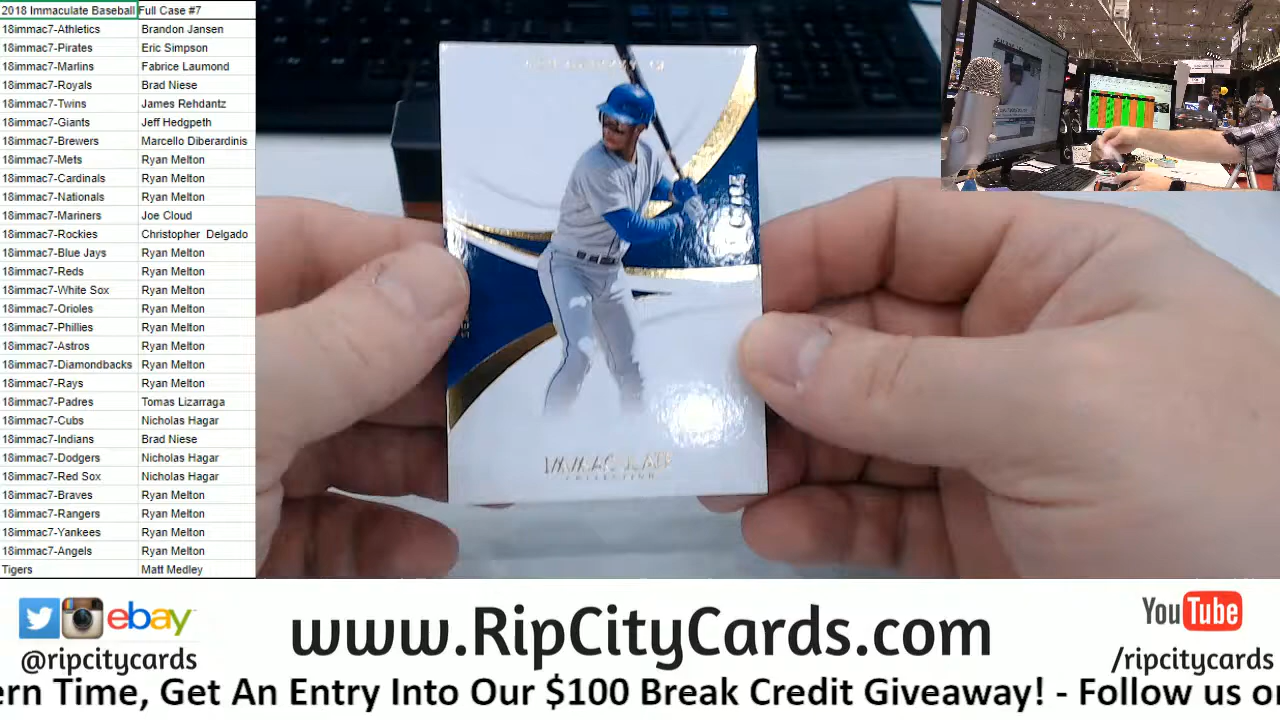 2018 Immaculate Baseball Full Case #7
18immac7-Athletics Brandon Jansen
18immac7-Pirates Eric Simpson
18immac7-Marlins Fabrice Laumond
18immac7-Royals Brad Niese
18immac7-Twins James Rehdantz
18immac7-Giants Jeff Hedgpeth
18immac7-Brewers Marcello Diberardinis
18immac7-Mets Ryan Melton
18immac7-Cardinals Ryan Melton
18immac7-Nationals Ryan Melton
18immac7-Mariners Joe Cloud
18immac7-Rockies Christopher Delgado
18immac7-Blue Jays Ryan Melton
18immac7-Reds Ryan Melton
18immac7-White Sox Ryan Melton
18immac7-Orioles Ryan Melton
18immac7-Phillies Ryan Melton
18immac7-Astros Ryan Melton
18immac7-Diamondbacks Ryan Melton
18immac7-Rays Ryan Melton
18immac7-Padres Tomas Lizarraga
18immac7-Cubs Nicholas Hagar
18immac7-Indians Brad Niese
18immac7-Dodgers Nicholas Hagar
18immac7-Red Sox Nicholas Hagar
18immac7-Braves Ryan Melton
18immac7-Rangers Ryan Melton
18immac7-Yankees Ryan Melton
18immac7-Angels Ryan Melton
Tigers Matt Medley
IMMACULATE
COLLECTION
ebay
@ripcitycards
www.RipCityCards.com
YouTube
/ripcitycards
ern Time, Get An Entry Into Our $100 Break Credit Giveaway! - Follow us on